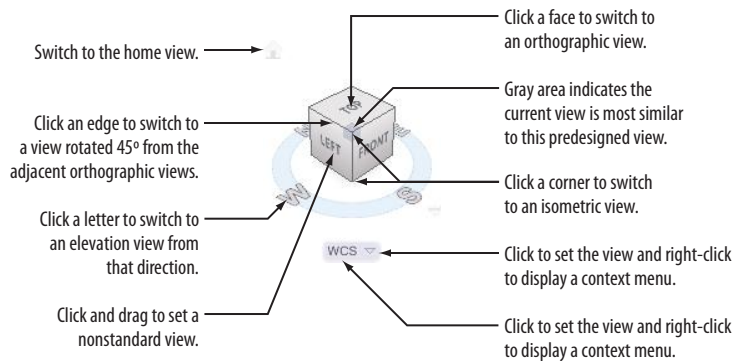 Switch to the home view.
Click an edge to switch to
a view rotated 45º from the
adjacent orthographic views.
Click a letter to switch to
an elevation view from
that direction.
Click and drag to set a
nonstandard view.
TOP
LEFT
FRONT
W
S
WCS
Click a face to switch to
an orthographic view.
Gray area indicates the
current view is most similar
to this predesigned view.
Click a corner to switch
to an isometric view.
Click to set the view and right-click
to display a context menu.
Click to set the view and right-click
to display a context menu.